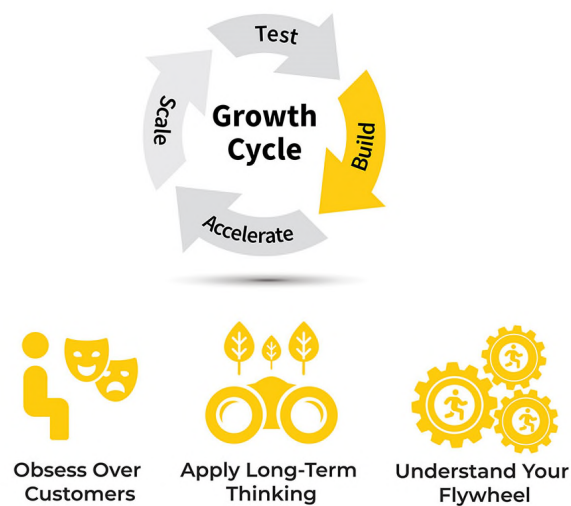 Test
Growth
Cycle
Scale
Build
Accelerate
Obsess Over
Customers
Apply Long-Term
Thinking
Understand Your
Flywheel